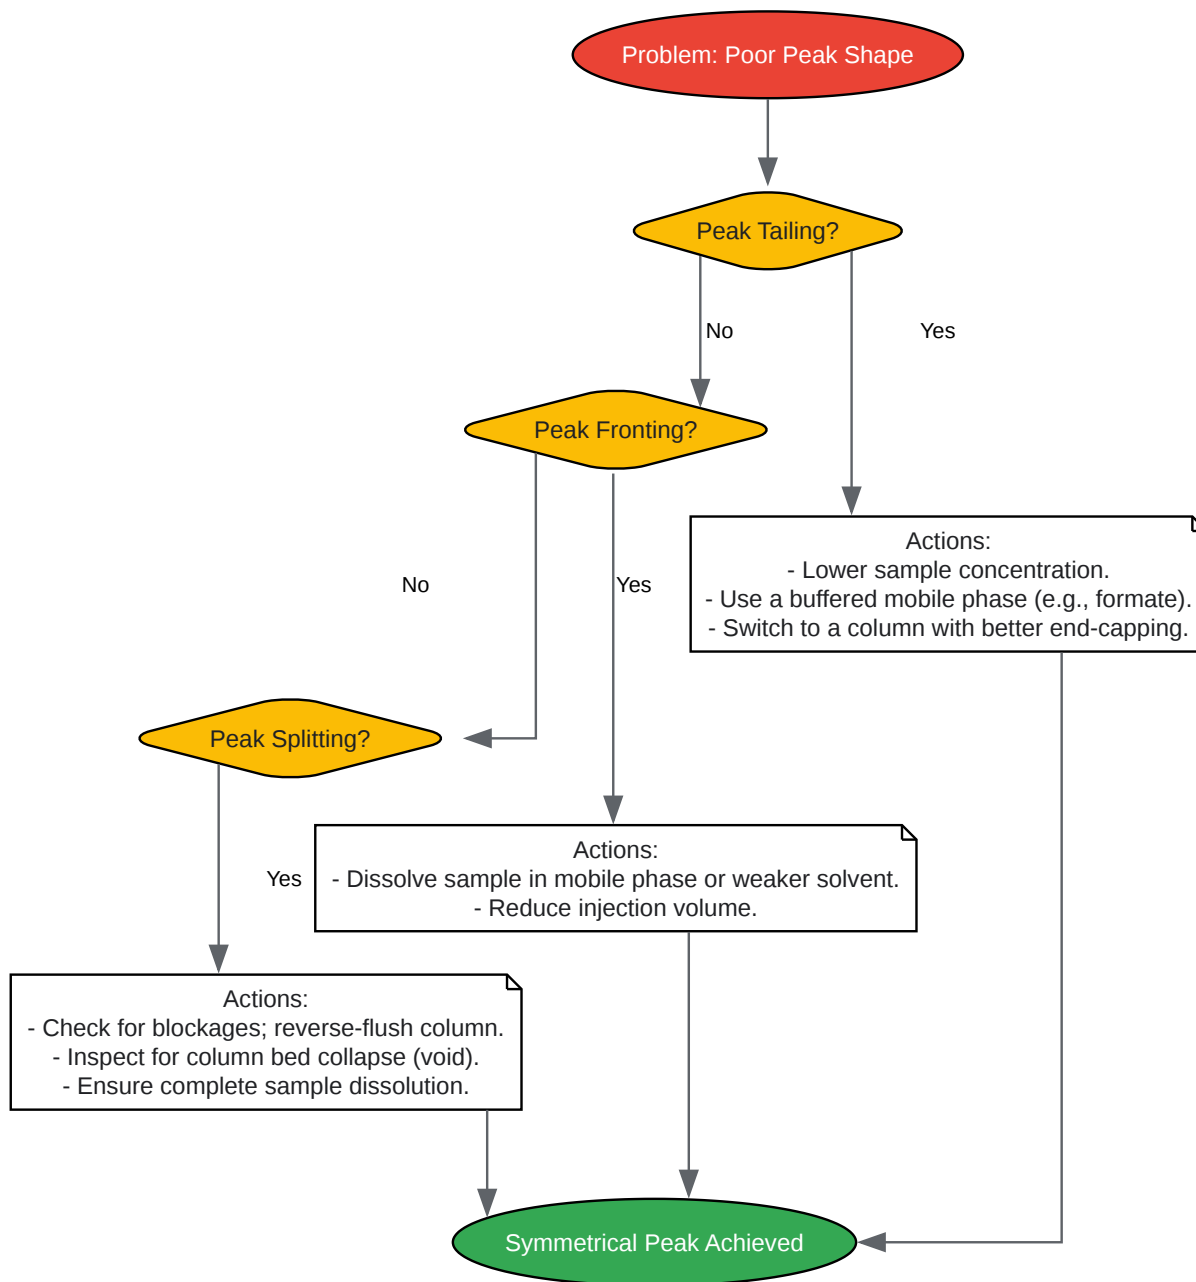 Problem: Poor Peak Shape
Peak Tailing?
No
Yes
Peak Fronting?
Actions:
- Lower sample concentration.
- Use a buffered mobile phase (e.g., formate).
- Switch to a column with better end-capping.
No
Yes
Peak Splitting?
Actions:
- Dissolve sample in mobile phase or weaker solvent.
- Reduce injection volume.
Yes
Actions:
- Check for blockages; reverse-flush column.
- Inspect for column bed collapse (void).
- Ensure complete sample dissolution.
Symmetrical Peak Achieved